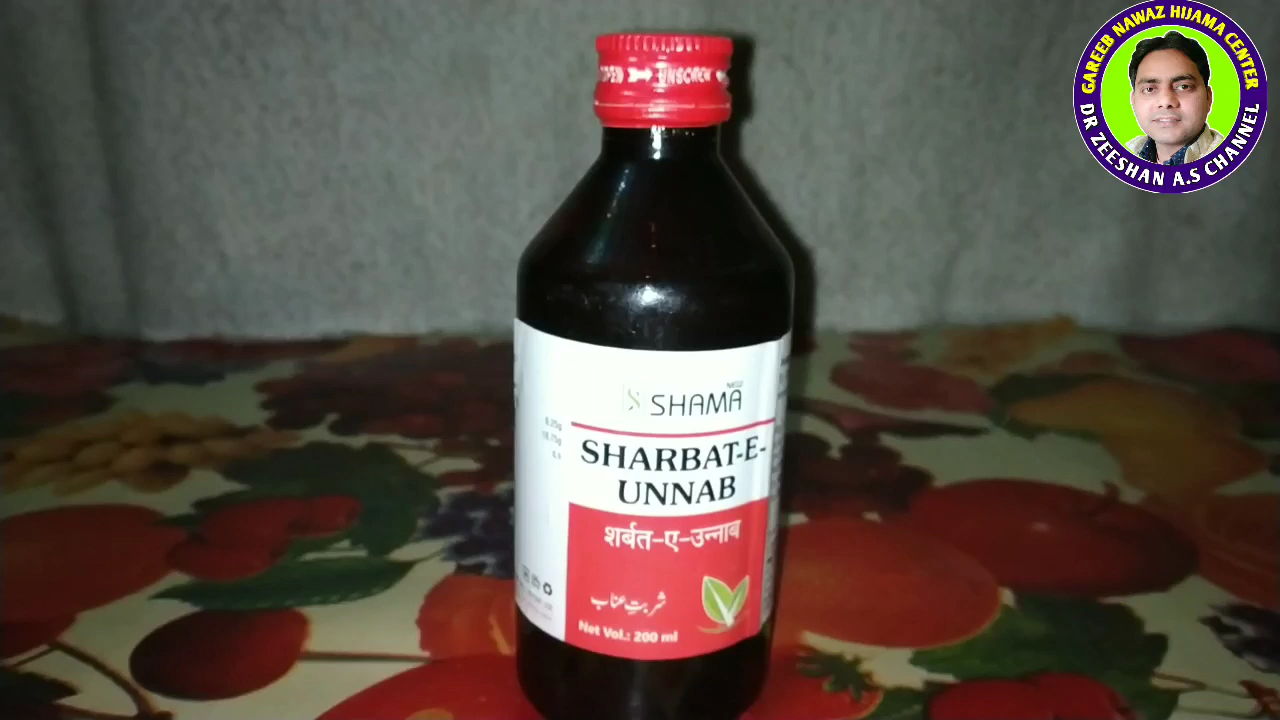 GAREEB NAWAZ HIJAMA CENTER
DR ZEESHAN A.S CHANNEL
UNSCREW
NEW
SHAMA
SHARBAT-E-
UNNAB
शर्बत-ए-उन्नाब
شربتِ عناب
Net Vol.: 200 ml